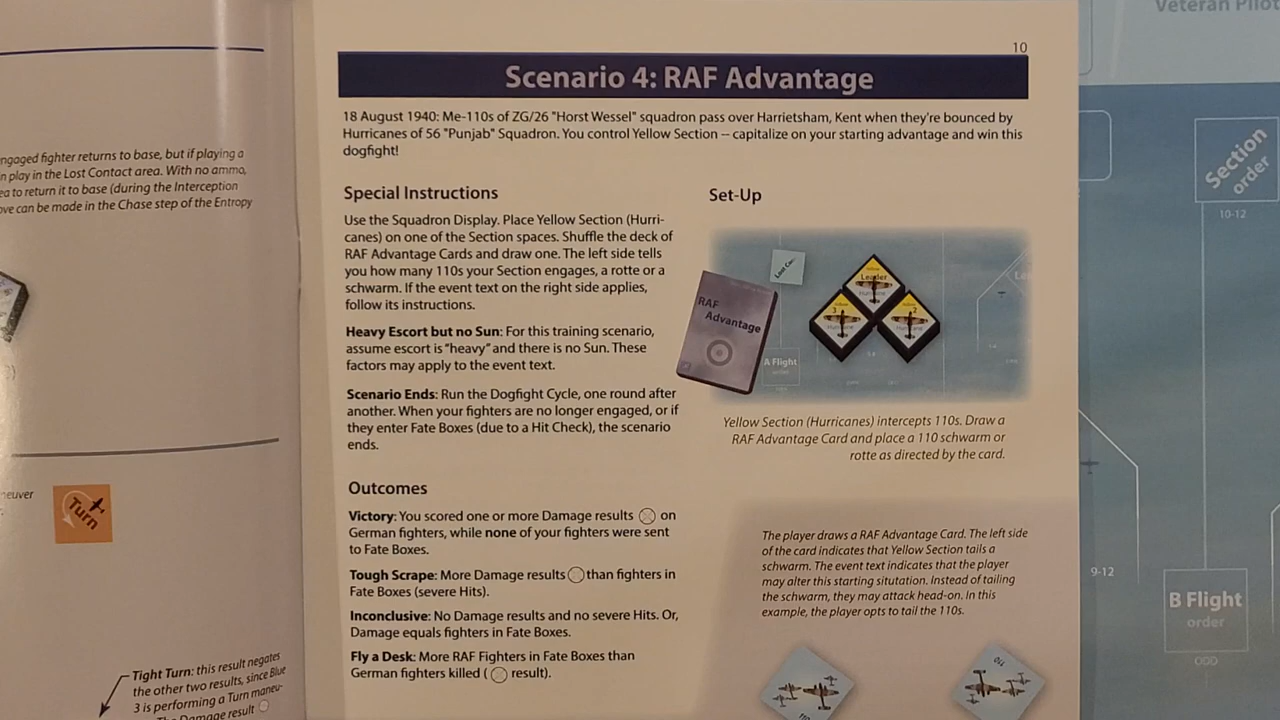 Veteran Pilot
10
Scenario 4: RAF Advantage
18 August 1940: Me-110s of ZG/26 "Horst Wessel" squadron pass over Harrietsham, Kent when they're bounced by
Hurricanes of 56 "Punjab" Squadron. You control Yellow Section -- capitalize on your starting advantage and win this
dogfight!
ngaged fighter returns to base, but if playing a
n play in the Lost Contact area. With no ammo,
ea to return it to base (during the Interception
ove can be made in the Chase step of the Entropy
neuver
Turn
Tight Turn: this result negates
the other two results, since Blue
3 is performing a Turn maneu-
Damage result
Special Instructions
Use the Squadron Display. Place Yellow Section (Hurri-
canes) on one of the Section spaces. Shuffle the deck of
RAF Advantage Cards and draw one. The left side tells
you how many 110s your Section engages, a rotte or a
schwarm. If the event text on the right side applies,
follow its instructions.
Heavy Escort but no Sun: For this training scenario,
assume escort is "heavy" and there is no Sun. These
factors may apply to the event text.
Scenario Ends: Run the Dogfight Cycle, one round after
another. When your fighters are no longer engaged, or if
they enter Fate Boxes (due to a Hit Check), the scenario
ends.
Outcomes
Victory: You scored one or more Damage results on
German fighters, while none of your fighters were sent
to Fate Boxes.
Tough Scrape: More Damage results than fighters in
Fate Boxes (severe Hits).
Inconclusive: No Damage results and no severe Hits. Or,
Damage equals fighters in Fate Boxes.
Fly a Desk: More RAF Fighters in Fate Boxes than
German fighters killed ( result).
Set-Up
RAF
Advantage
A Flight
Yellow
Leader
Hurricane
3
2
Yellow Section (Hurricanes) intercepts 110s. Draw a
RAF Advantage Card and place a 110 schwarm or
rotte as directed by the card.
The player draws a RAF Advantage Card. The left side
of the card indicates that Yellow Section tails a
schwarm. The event text indicates that the player
may alter this starting situtation. Instead of tailing
the schwarm, they may attack head-on. In this
example, the player opts to tail the 110s.
110
Section
order
10-12
9-12
B Flight
order